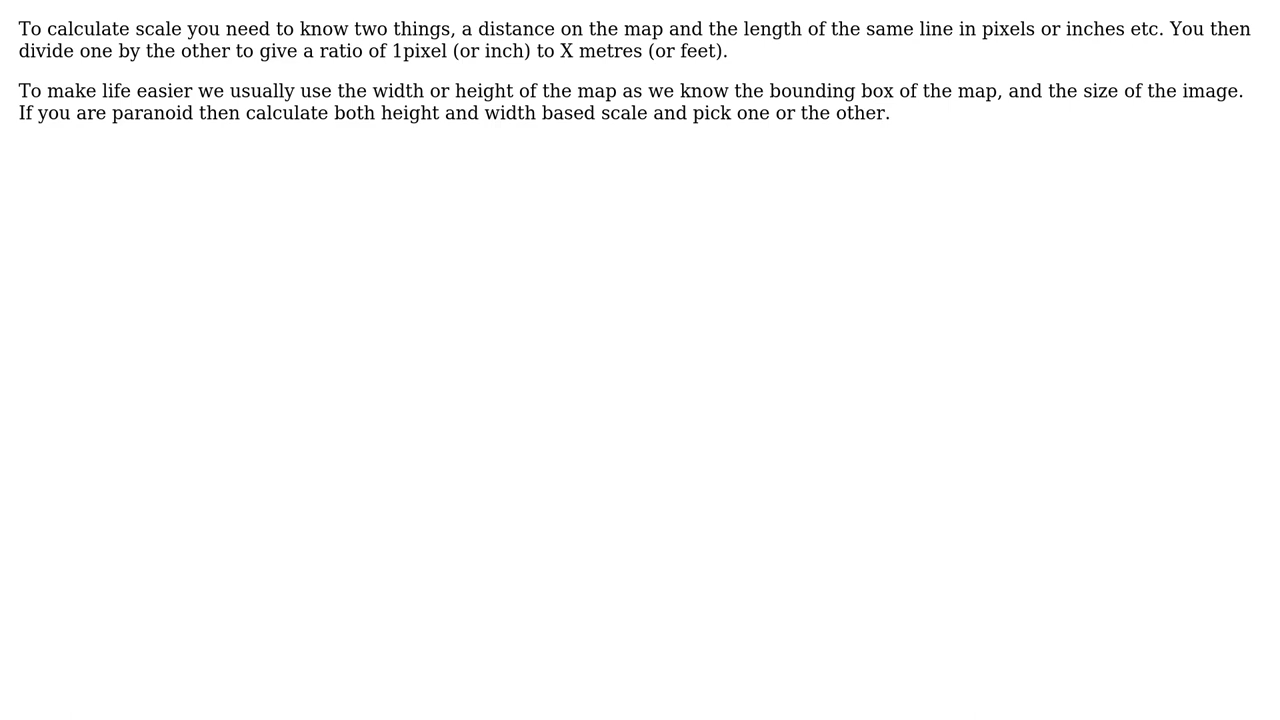 To calculate scale you need to know two things, a distance on the map and the length of the same line in pixels or inches etc. You then
divide one by the other to give a ratio of 1pixel (or inch) to X metres (or feet).
To make life easier we usually use the width or height of the map as we know the bounding box of the map, and the size of the image.
If you are paranoid then calculate both height and width based scale and pick one or the other.